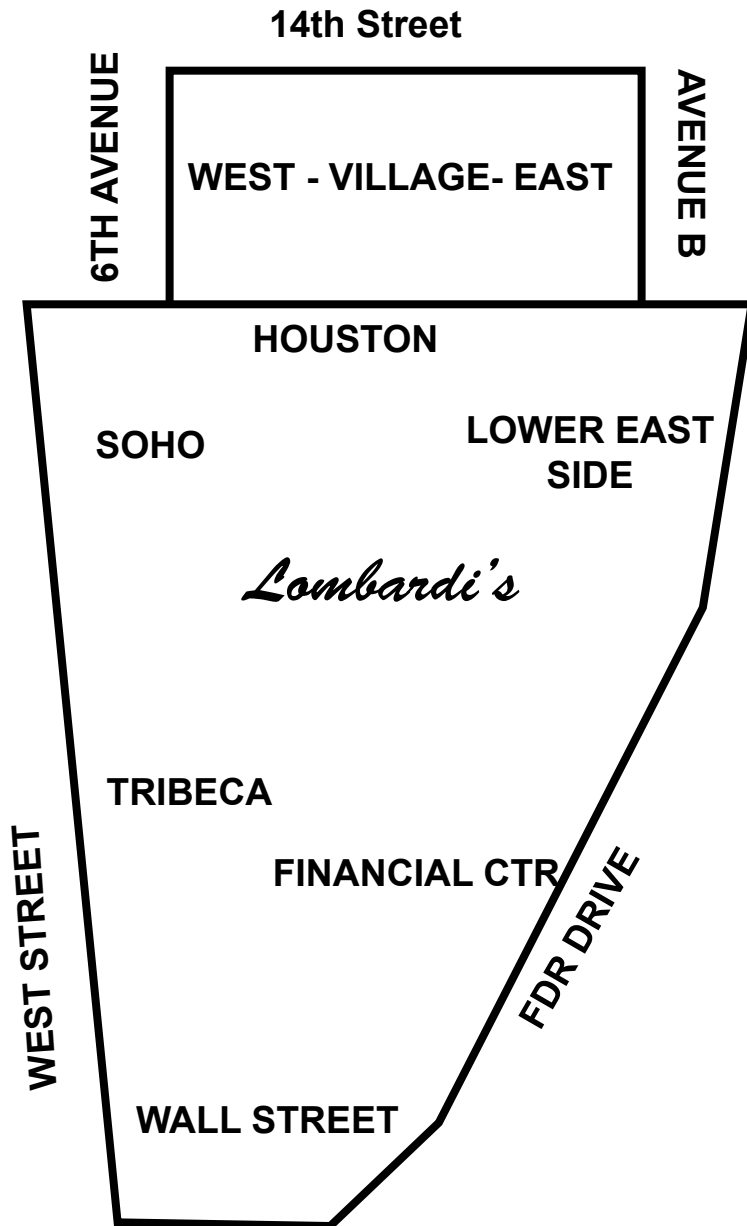 14th Street
6TH AVENUE
AVENUE B
WEST - VILLAGE- EAST
HOUSTON
SOHO
LOWER EAST
SIDE
Lombardi's
TRIBECA
FINANCIAL CTR
WEST STREET
FDR DRIVE
WALL STREET